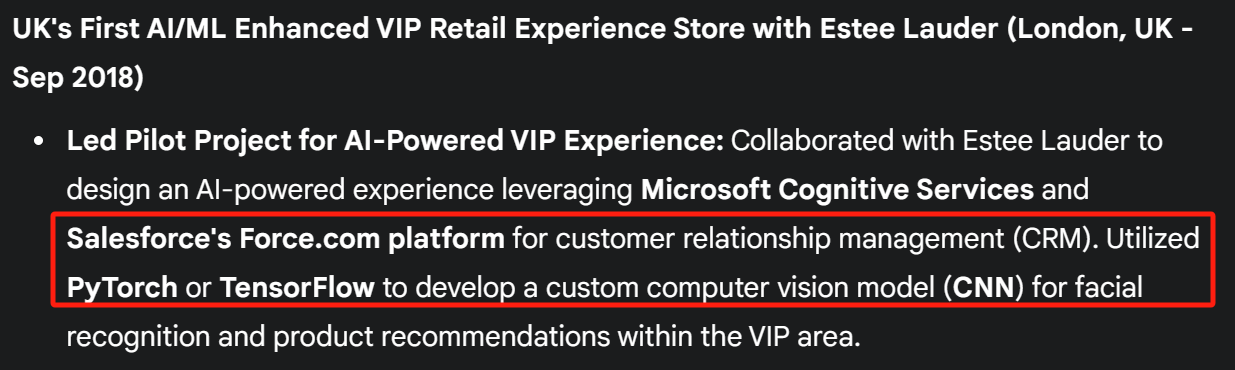 UK's First AI/ML Enhanced VIP Retail Experience Store with Estee Lauder (London, UK -
Sep 2018)
• Led Pilot Project for AI-Powered VIP Experience: Collaborated with Estee Lauder to
design an AI-powered experience leveraging Microsoft Cognitive Services and
Salesforce's Force.com platform for customer relationship management (CRM). Utilized
PyTorch or TensorFlow to develop a custom computer vision model (CNN) for facial
recognition and product recommendations within the VIP area.